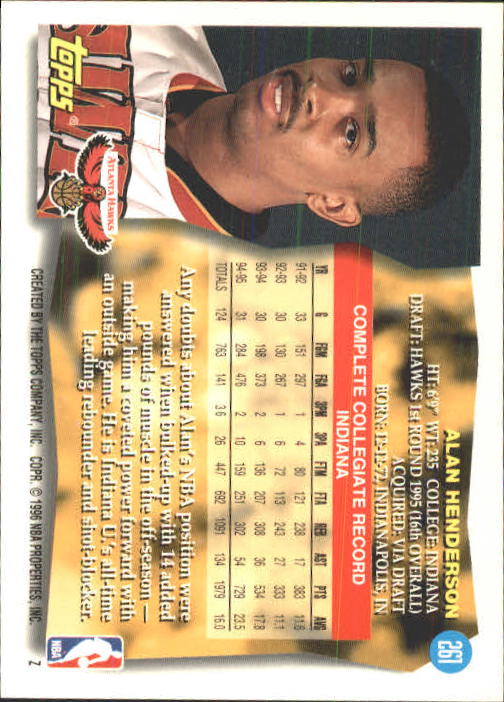 261
ALAN HENDERSON
HT: 6'9" WT: 235 COLLEGE: INDIANA
DRAFT: HAWKS 1st ROUND 1995 (16th OVERALL)
ACQUIRED: VIA DRAFT
BORN: 12-12-72, INDIANAPOLIS, IN
COMPLETE COLLEGIATE RECORD
INDIANA
YR G FGM FGA 3PM 3PA FTM FTA REB AST PTS AVG
91-92 33 151 297 1 4 80 121 238 17 383 11.6
92-93 30 130 267 1 6 72 113 243 27 333 11.1
93-94 30 198 373 2 6 136 207 308 36 534 17.8
94-95 31 284 476 2 10 159 251 302 54 729 23.5
TOTALS 124 763 141 3.6 26 447 692 1091 134 1979 16.0
Any doubts about Alan's NBA position were
answered when bulked-up with 14 added
pounds of muscle in the off-season —
making him a coveted power forward with
an outside game. He is Indiana U.'s all-time
leading rebounder and shot-blocker.
topps
ATLANTA HAWKS
NBA
CREATED BY THE TOPPS COMPANY, INC. COPR. © 1996 NBA PROPERTIES, INC.
Z